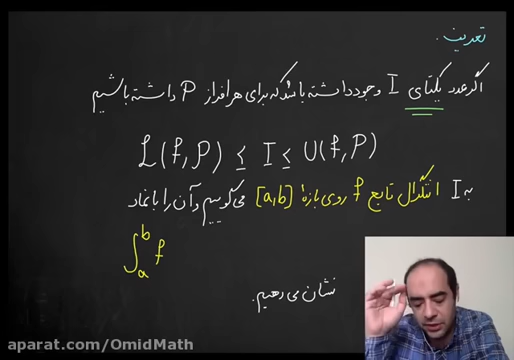 تعریف.
اگر عدد یکتای I وجود داشته باشد که برای هر افراز P داشته باشیم
L(f,P) ≤ I ≤ U(f,P)
به I انتگرال تابع f روی بازهٔ [a,b] می‌گوییم و آن را با نماد
∫_a^b f
نشان می‌دهیم.
aparat.com/OmidMath